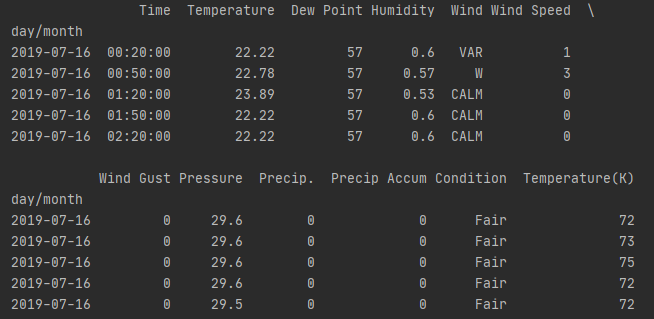 Time  Temperature  Dew Point Humidity  Wind Wind Speed  \
day/month
2019-07-16  00:20:00  22.22  57  0.6  VAR  1
2019-07-16  00:50:00  22.78  57  0.57  W  3
2019-07-16  01:20:00  23.89  57  0.53  CALM  0
2019-07-16  01:50:00  22.22  57  0.6  CALM  0
2019-07-16  02:20:00  22.22  57  0.6  CALM  0
Wind Gust Pressure  Precip.  Precip Accum Condition  Temperature(K)
day/month
2019-07-16  0  29.6  0  0  Fair  72
2019-07-16  0  29.6  0  0  Fair  73
2019-07-16  0  29.6  0  0  Fair  75
2019-07-16  0  29.6  0  0  Fair  72
2019-07-16  0  29.5  0  0  Fair  72